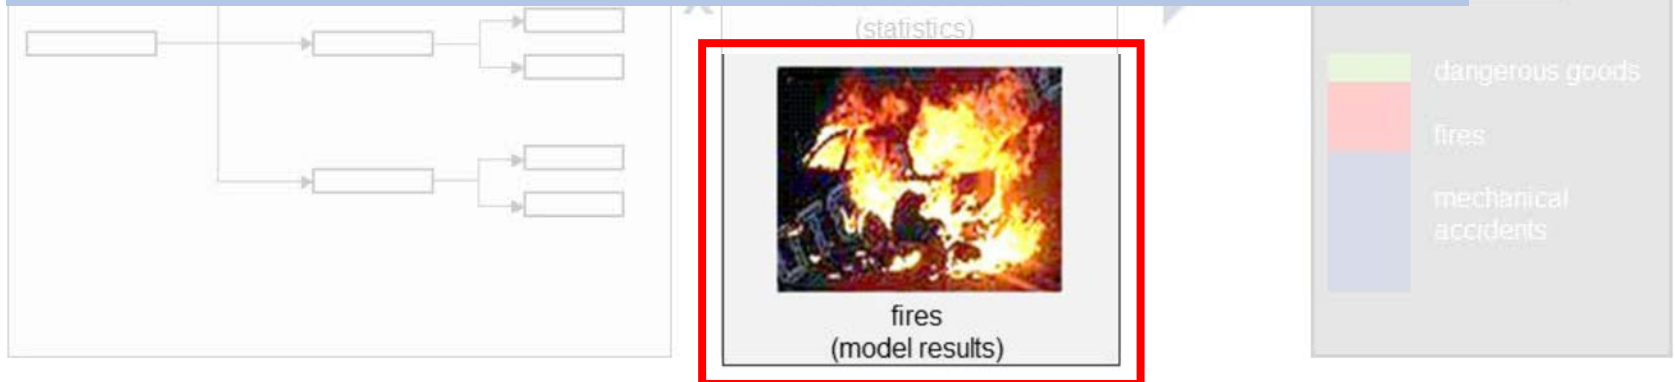 (statistics)
dangerous goods
fires
mechanical
accidents
fires
(model results)